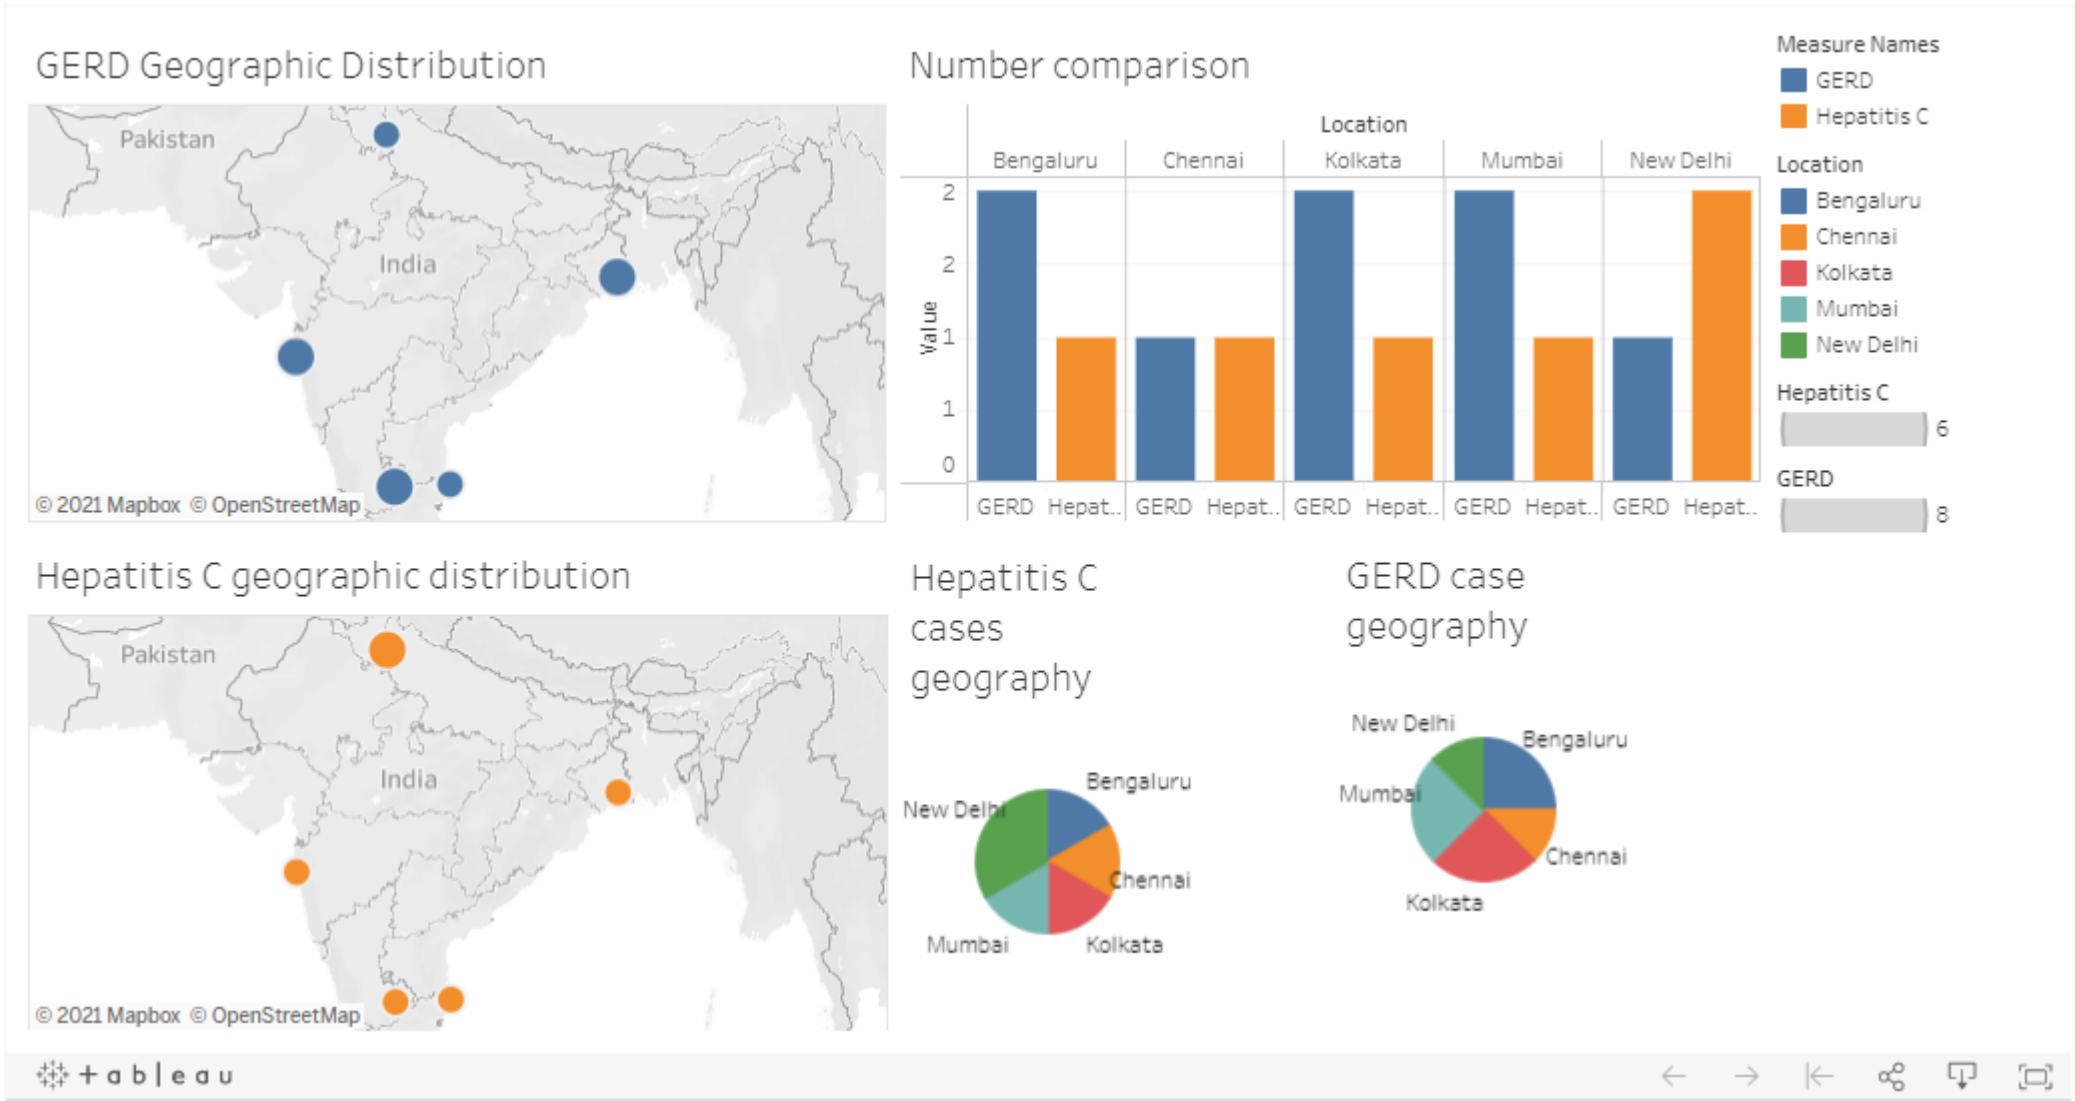 GERD Geographic Distribution
Pakistan
India
© 2021 Mapbox © OpenStreetMap
Number comparison
Location
Bengaluru Chennai Kolkata Mumbai New Delhi
Value
2
2
1
1
0
GERD Hepat.. GERD Hepat.. GERD Hepat.. GERD Hepat.. GERD Hepat..
Measure Names
GERD
Hepatitis C
Location
Bengaluru
Chennai
Kolkata
Mumbai
New Delhi
Hepatitis C
6
GERD
8
Hepatitis C geographic distribution
Pakistan
India
© 2021 Mapbox © OpenStreetMap
Hepatitis C
cases
geography
Bengaluru
New Delhi
Chennai
Mumbai
Kolkata
GERD case
geography
New Delhi
Bengaluru
Mumbai
Chennai
Kolkata
+ a b l e a u